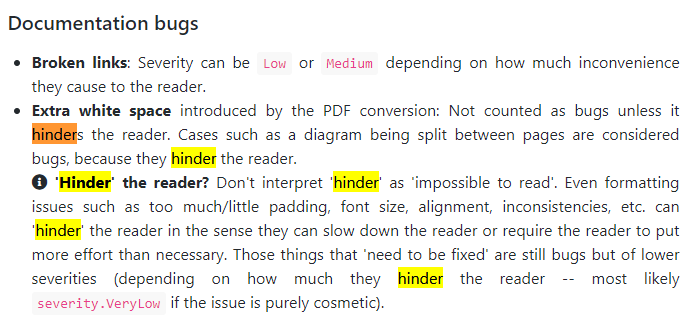 Documentation bugs
• Broken links: Severity can be Low or Medium depending on how much inconvenience
they cause to the reader.
• Extra white space introduced by the PDF conversion: Not counted as bugs unless it
hinders the reader. Cases such as a diagram being split between pages are considered
bugs, because they hinder the reader.
'Hinder' the reader? Don't interpret 'hinder' as 'impossible to read'. Even formatting
issues such as too much/little padding, font size, alignment, inconsistencies, etc. can
'hinder' the reader in the sense they can slow down the reader or require the reader to put
more effort than necessary. Those things that 'need to be fixed' are still bugs but of lower
severities (depending on how much they hinder the reader -- most likely
severity.VeryLow if the issue is purely cosmetic).